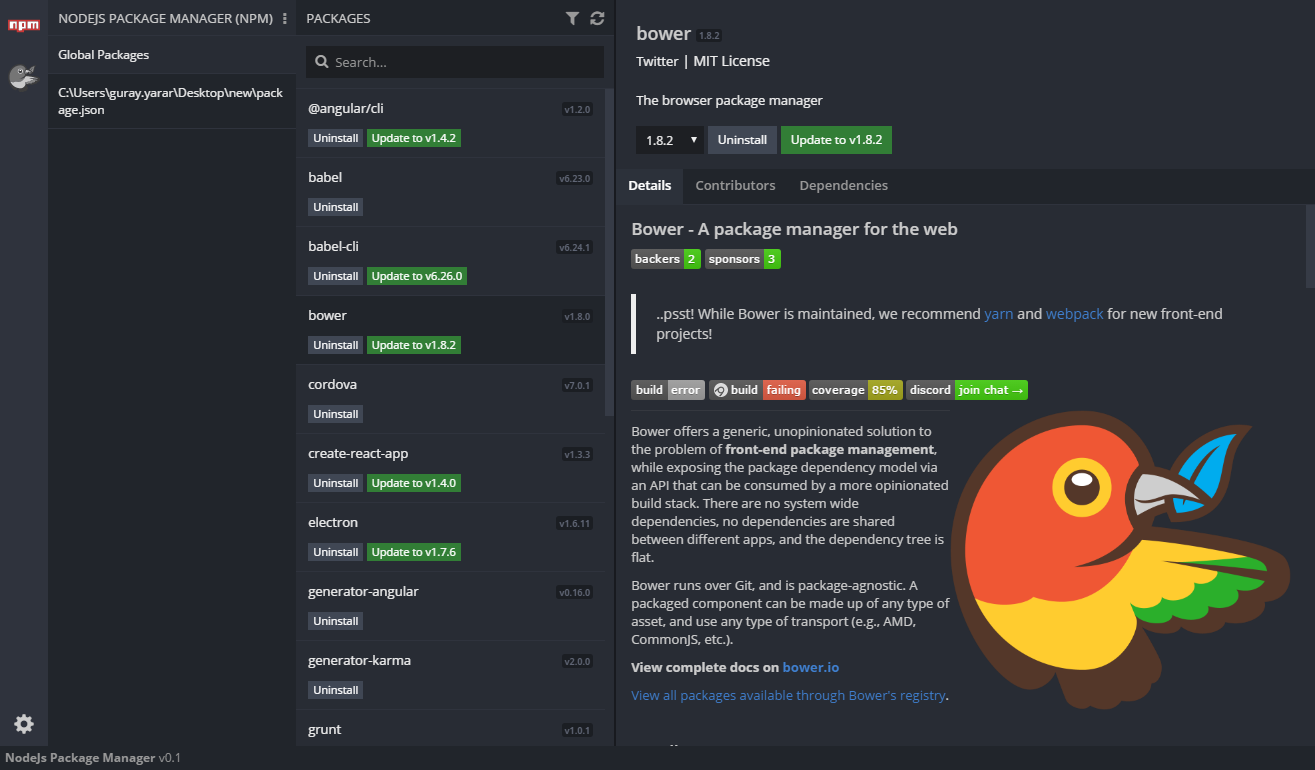 npm
NODEJS PACKAGE MANAGER (NPM)
Global Packages
C:\Users\guray.yarar\Desktop\new\pack
age.json
PACKAGES
Search...
@angular/cli v1.2.0
Uninstall Update to v1.4.2
babel v6.23.0
Uninstall
babel-cli v6.24.1
Uninstall Update to v6.26.0
bower v1.8.0
Uninstall Update to v1.8.2
cordova v7.0.1
Uninstall
create-react-app v1.3.3
Uninstall Update to v1.4.0
electron v1.6.11
Uninstall Update to v1.7.6
generator-angular v0.16.0
Uninstall
generator-karma v2.0.0
Uninstall
grunt v1.0.1
bower 1.8.2
Twitter | MIT License
The browser package manager
1.8.2 Uninstall Update to v1.8.2
Details Contributors Dependencies
Bower - A package manager for the web
backers 2 sponsors 3
..psst! While Bower is maintained, we recommend yarn and webpack for new front-end
projects!
build error build failing coverage 85% discord join chat →
Bower offers a generic, unopinionated solution to
the problem of front-end package management,
while exposing the package dependency model via
an API that can be consumed by a more opinionated
build stack. There are no system wide
dependencies, no dependencies are shared
between different apps, and the dependency tree is
flat.
Bower runs over Git, and is package-agnostic. A
packaged component can be made up of any type of
asset, and use any type of transport (e.g., AMD,
CommonJS, etc.).
View complete docs on bower.io
View all packages available through Bower's registry.
NodeJs Package Manager v0.1